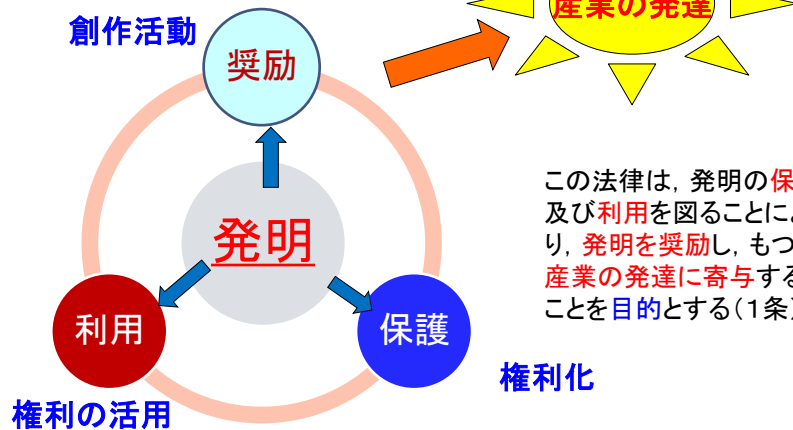 産業の発達
創作活動
奨励
発明
利用
保護
権利の活用
権利化
この法律は，発明の保
及び利用を図ることによ
り，発明を奨励し，もつ
産業の発達に寄与する
ことを目的とする（１条）